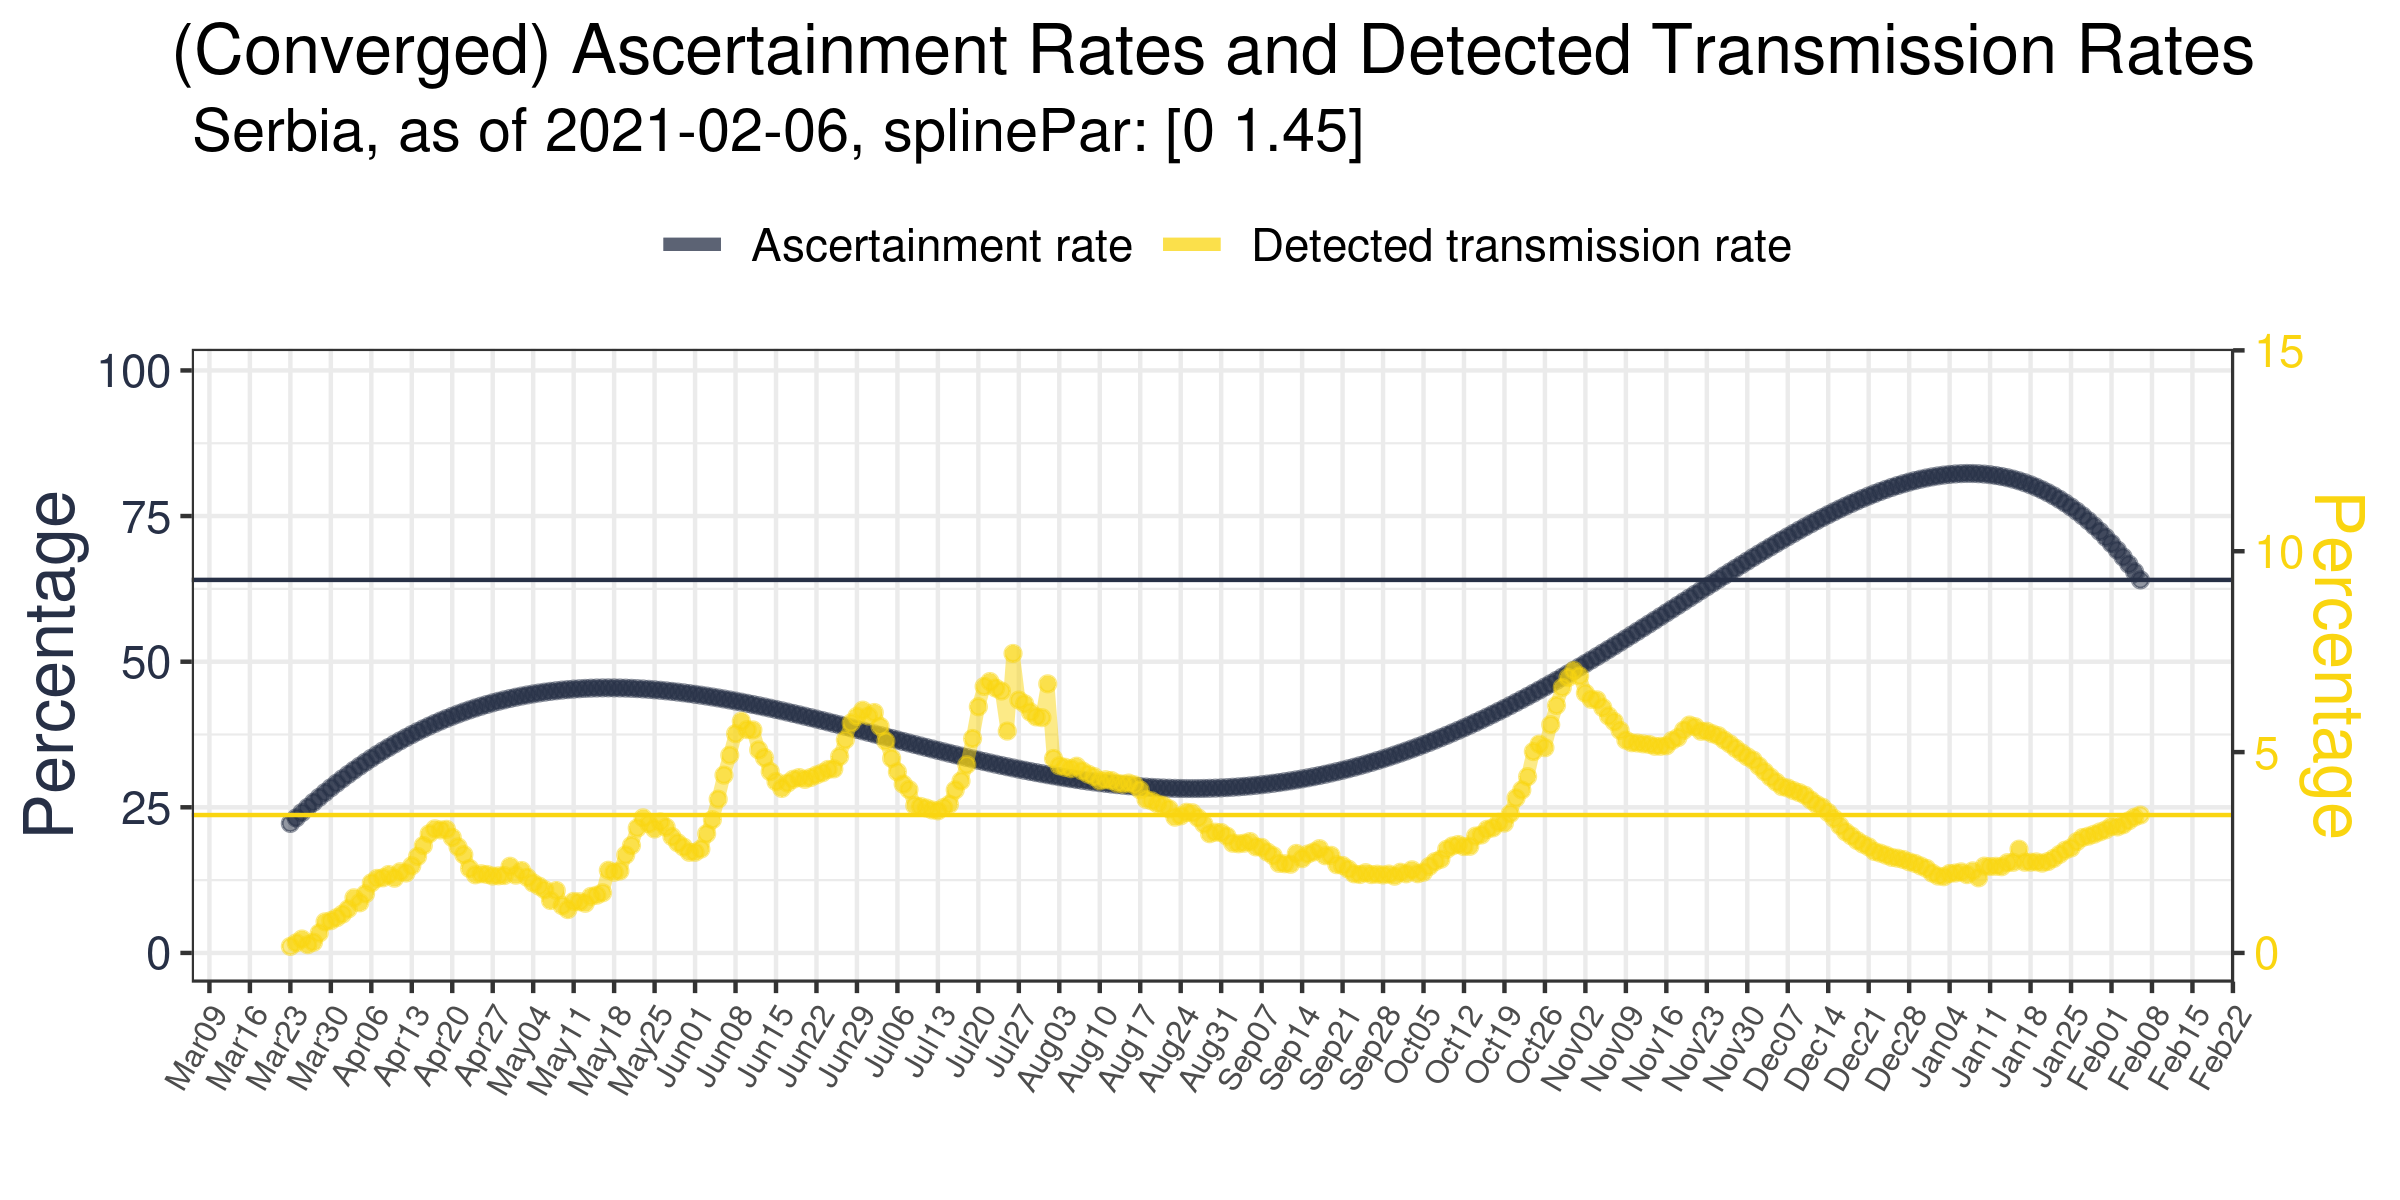 (Converged) Ascertainment Rates and Detected Transmission Rates
Serbia, as of 2021-02-06, splinePar: [0 1.45]
Ascertainment rate Detected transmission rate
Percentage
100
75
50
25
0
15
10
5
0
Percentage
Mar09
Mar16
Mar23
Mar30
Apr06
Apr13
Apr20
Apr27
May04
May11
May18
May25
Jun01
Jun08
Jun15
Jun22
Jun29
Jul06
Jul13
Jul20
Jul27
Aug03
Aug10
Aug17
Aug24
Aug31
Sep07
Sep14
Sep21
Sep28
Oct05
Oct12
Oct19
Oct26
Nov02
Nov09
Nov16
Nov23
Nov30
Dec07
Dec14
Dec21
Dec28
Jan04
Jan11
Jan18
Jan25
Feb01
Feb08
Feb15
Feb22